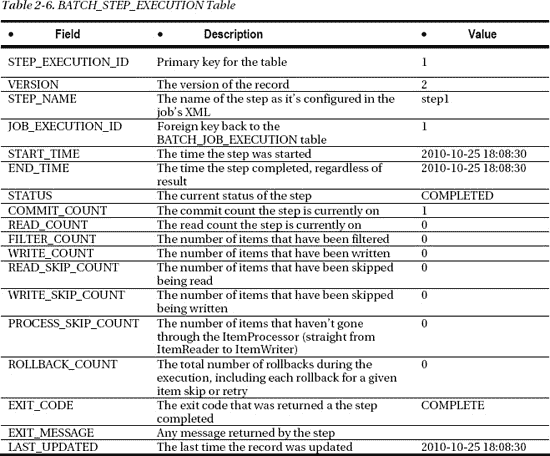 Table 2-6. BATCH_STEP_EXECUTION Table
• Field • Description • Value
STEP_EXECUTION_ID Primary key for the table 1
VERSION The version of the record 2
STEP_NAME The name of the step as it's configured in the step1
job's XML
JOB_EXECUTION_ID Foreign key back to the 1
BATCH_JOB_EXECUTION table
START_TIME The time the step was started 2010-10-25 18:08:30
END_TIME The time the step completed, regardless of 2010-10-25 18:08:30
result
STATUS The current status of the step COMPLETED
COMMIT_COUNT The commit count the step is currently on 1
READ_COUNT The read count the step is currently on 0
FILTER_COUNT The number of items that have been filtered 0
WRITE_COUNT The number of items that have been written 0
READ_SKIP_COUNT The number of items that have been skipped 0
being read
WRITE_SKIP_COUNT The number of items that have been skipped 0
being written
PROCESS_SKIP_COUNT The number of items that haven't gone 0
through the ItemProcessor (straight from
ItemReader to ItemWriter)
ROLLBACK_COUNT The total number of rollbacks during the 0
execution, including each rollback for a given
item skip or retry
EXIT_CODE The exit code that was returned a the step COMPLETE
completed
EXIT_MESSAGE Any message returned by the step
LAST_UPDATED The last time the record was updated 2010-10-25 18:08:30